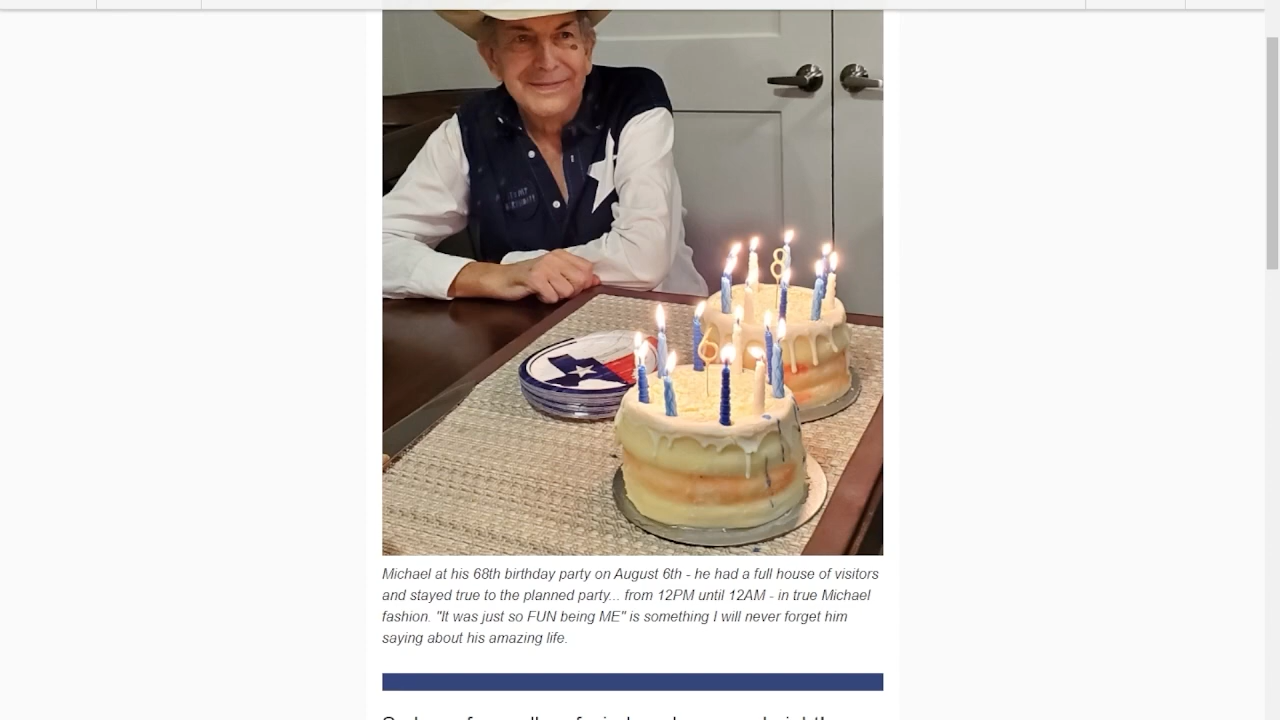 8
6
Michael at his 68th birthday party on August 6th - he had a full house of visitors
and stayed true to the planned party... from 12PM until 12AM - in true Michael
fashion. "It was just so FUN being ME" is something I will never forget him
saying about his amazing life.